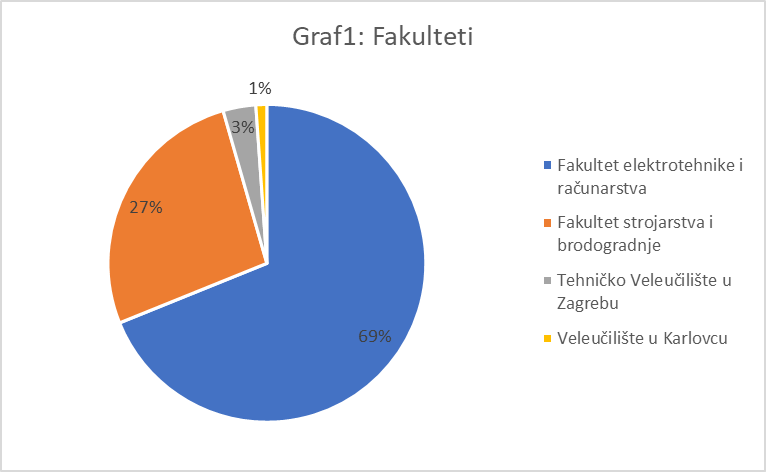 Graf1: Fakulteti
1%
3%
27%
69%
Fakultet elektrotehnike i
računarstva
Fakultet strojarstva i
brodogradnje
Tehničko Veleučilište u
Zagrebu
Veleučilište u Karlovcu